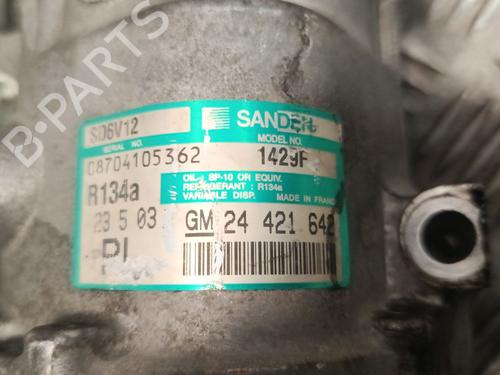 B-PARTS
SD6V12
SANDEN
SERIAL NO.
MODEL NO.
08704105362
1429F
OIL : SP-10 OR EQUIV.
REFRIGERANT : R134a
VARIABLE DISP.
MADE IN FRANCE
R134a
23 5 03
GM 24 421 642
PL